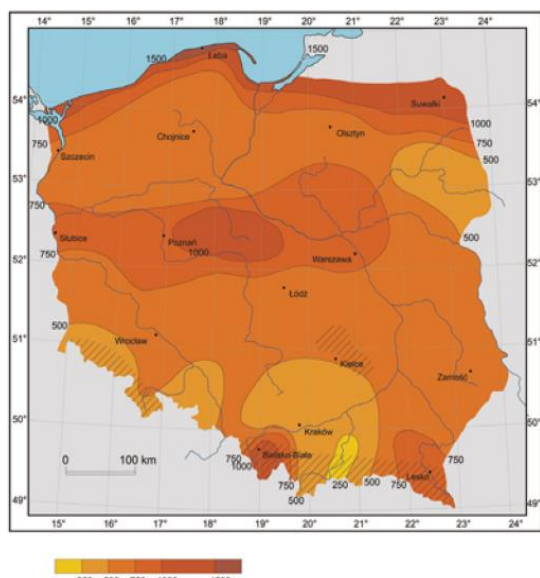 14° 15° 16° 17° 18° 19° 20° 21° 22° 23° 24°
1500
Łeba
1500
54°
Suwałki
54°
1000
Chojnice
Olsztyn
1000
750
750
Szczecin
500
53°
53°
750
Słubice
Poznań
500
750
1000
Warszawa
52°
52°
Łódź
51°
500
Wrocław
51°
Kielce
Zamość
50°
Kraków
50°
0 100 km
750
Bielsko-Biała
750
1000
Lesko
49°
750
250
500
750
49°
500
15° 16° 17° 18° 19° 20° 21° 22° 23°